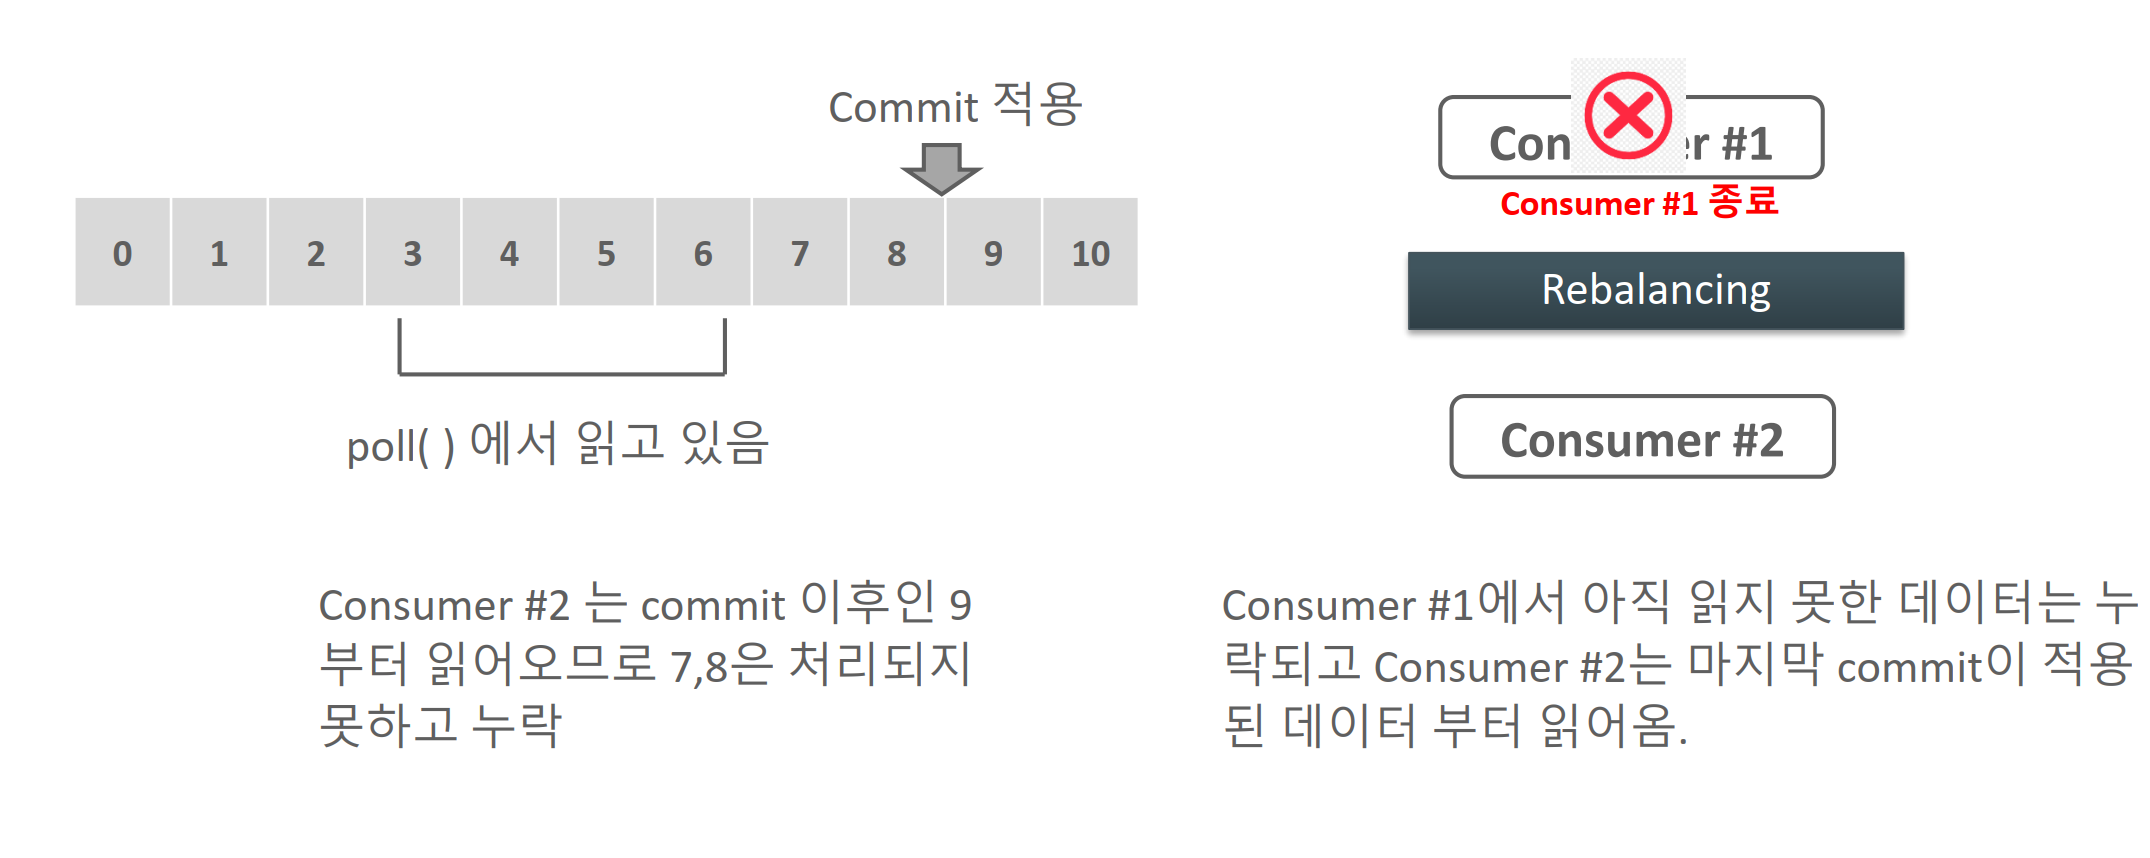 Commit 적용
0 1 2 3 4 5 6 7 8 9 10
poll( ) 에서 읽고 있음
Consumer #2 는 commit 이후인 9
부터 읽어오므로 7,8은 처리되지
못하고 누락
Con er #1
Consumer #1 종료
Rebalancing
Consumer #2
Consumer #1에서 아직 읽지 못한 데이터는 누
락되고 Consumer #2는 마지막 commit이 적용
된 데이터 부터 읽어옴.